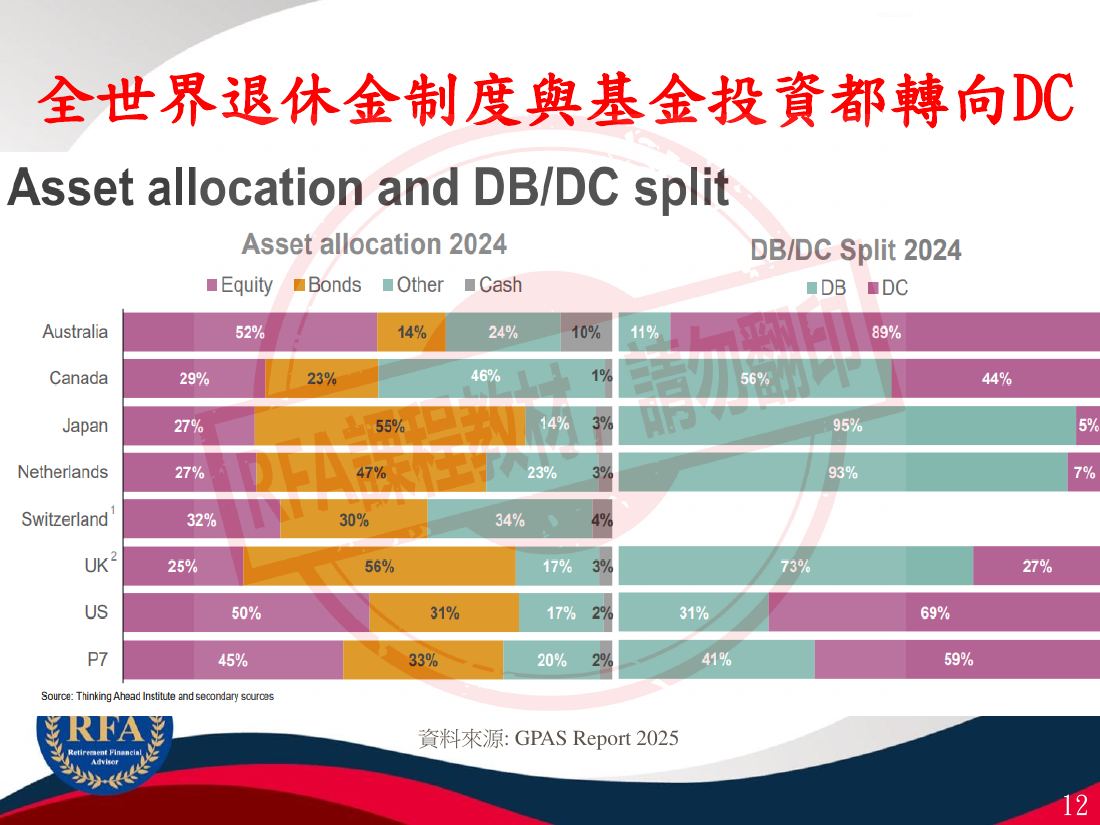 全世界退休金制度與基金投資都轉向DC
Asset allocation and DB/DC split
Asset allocation 2024
DB/DC Split 2024
Equity Bonds Other Cash
DB DC
Australia 52% 14% 24% 10% 11% 89%
Canada 29% 23% 46% 1% 56% 44%
Japan 27% 55% 14% 3% 95% 5%
Netherlands 27% 47% 23% 3% 93% 7%
Switzerland 1 32% 30% 34% 4%
UK 2 25% 56% 17% 3% 73% 27%
US 50% 31% 17% 2% 31% 69%
P7 45% 33% 20% 2% 41% 59%
RFA課程教材 請勿翻印
Source: Thinking Ahead Institute and secondary sources
RFA
Retirement Financial
Advisor
資料來源: GPAS Report 2025
12